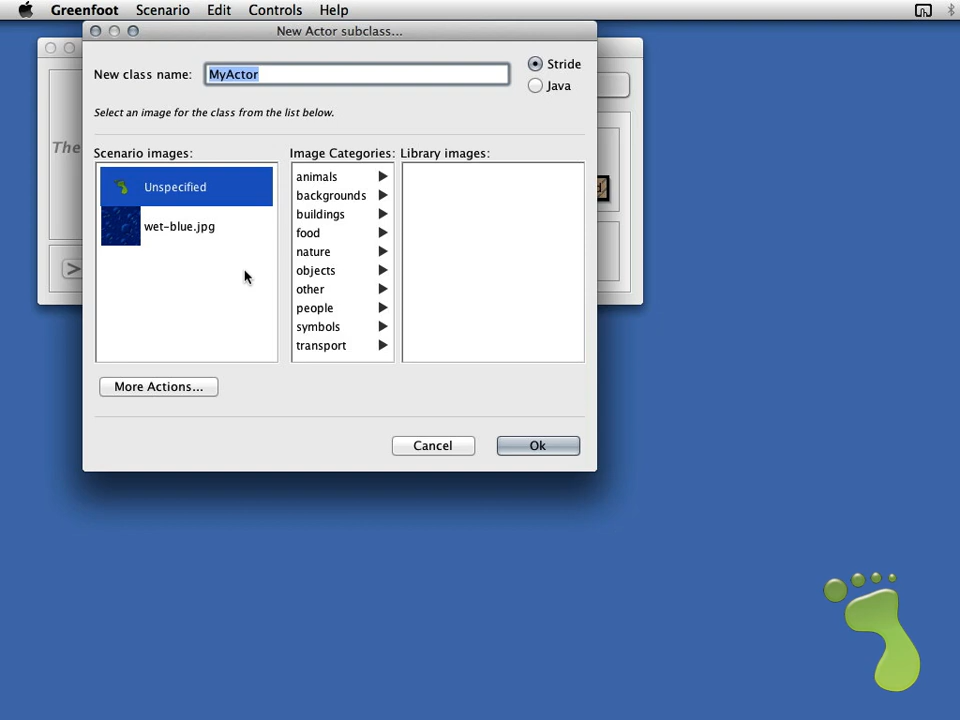 Greenfoot Scenario Edit Controls Help
New Actor subclass...
New class name: MyActor
Stride
Java
Select an image for the class from the list below.
The
Scenario images: Image Categories: Library images:
Unspecified
wet-blue.jpg
animals
backgrounds
buildings
food
nature
objects
other
people
symbols
transport
More Actions...
Cancel Ok